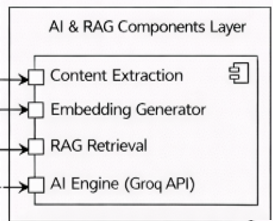 AI & RAG Components Layer
Content Extraction
Embedding Generator
RAG Retrieval
AI Engine (Groq API)